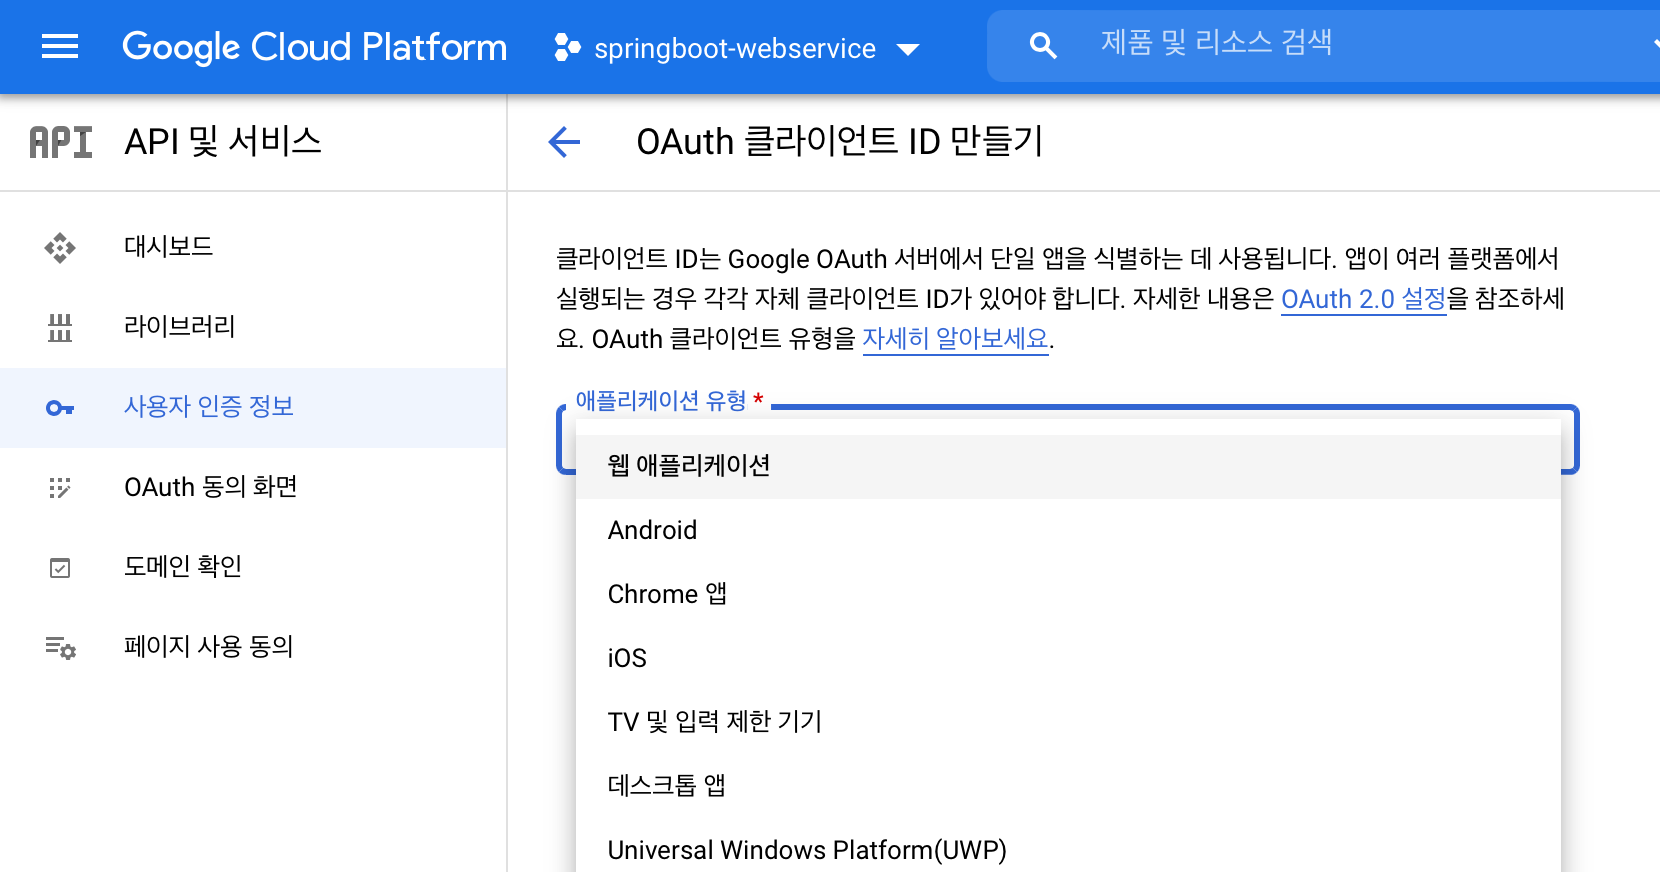 Google Cloud Platform
springboot-webservice
제품 및 리소스 검색
API
API 및 서비스
OAuth 클라이언트 ID 만들기
대시보드
라이브러리
사용자 인증 정보
OAuth 동의 화면
도메인 확인
페이지 사용 동의
클라이언트 ID는 Google OAuth 서버에서 단일 앱을 식별하는 데 사용됩니다. 앱이 여러 플랫폼에서
실행되는 경우 각각 자체 클라이언트 ID가 있어야 합니다. 자세한 내용은 OAuth 2.0 설정을 참조하세
요. OAuth 클라이언트 유형을 자세히 알아보세요.
애플리케이션 유형 *
웹 애플리케이션
Android
Chrome 앱
iOS
TV 및 입력 제한 기기
데스크톱 앱
Universal Windows Platform(UWP)